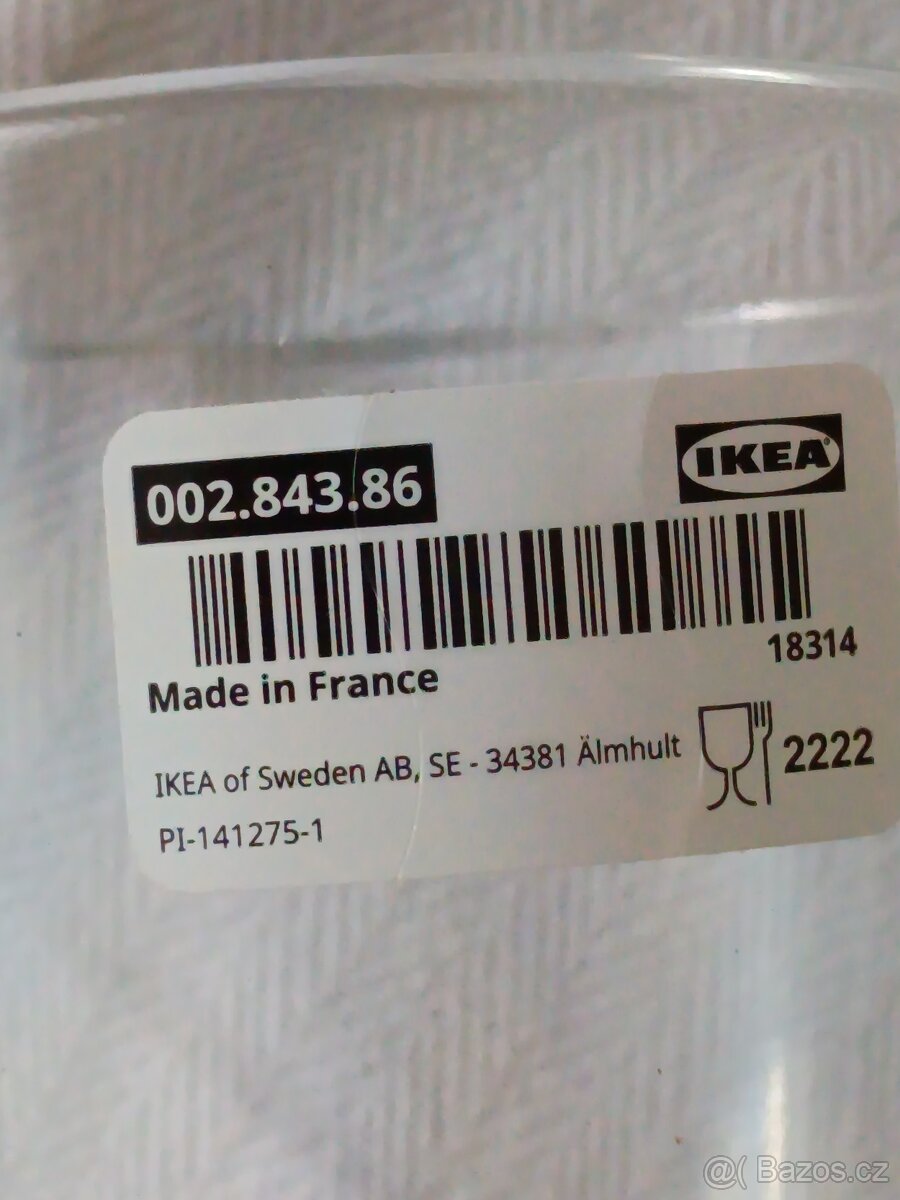 002.843.86
IKEA
18314
Made in France
IKEA of Sweden AB, SE - 34381 Älmhult
2222
PI-141275-1
@( Bazos.cz